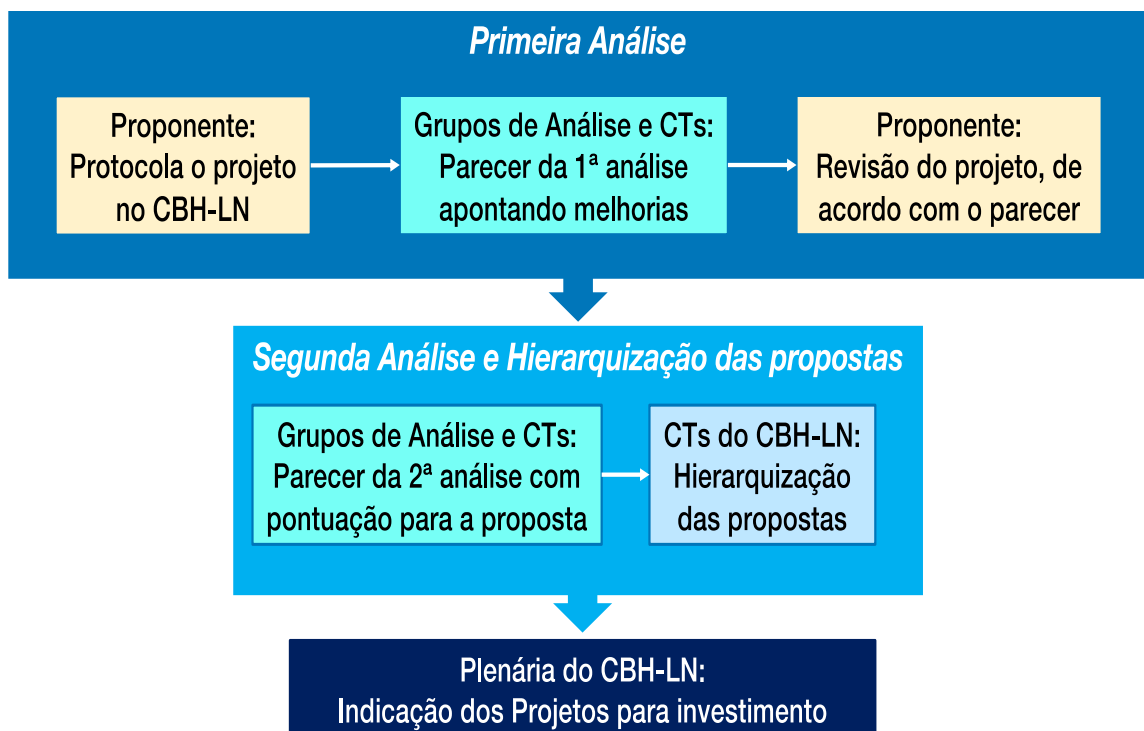 Primeira Análise
Proponente:
Protocola o projeto
no CBH-LN
Grupos de Análise e CTs:
Parecer da 1ª análise
apontando melhorias
Proponente:
Revisão do projeto, de
acordo com o parecer
Segunda Análise e Hierarquização das propostas
Grupos de Análise e CTs:
Parecer da 2ª análise com
pontuação para a proposta
CTs do CBH-LN:
Hierarquização
das propostas
Plenária do CBH-LN:
Indicação dos Projetos para investimento